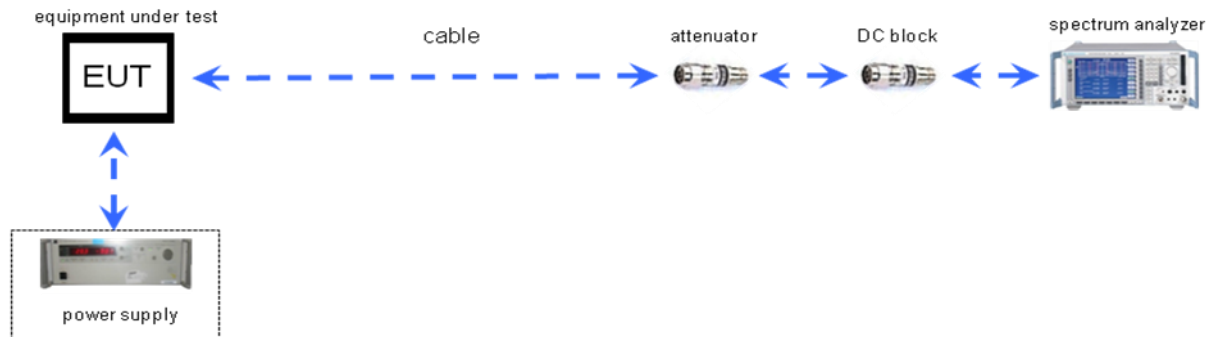 equipment under test
cable
attenuator
DC block
spectrum analyzer
EUT
power supply